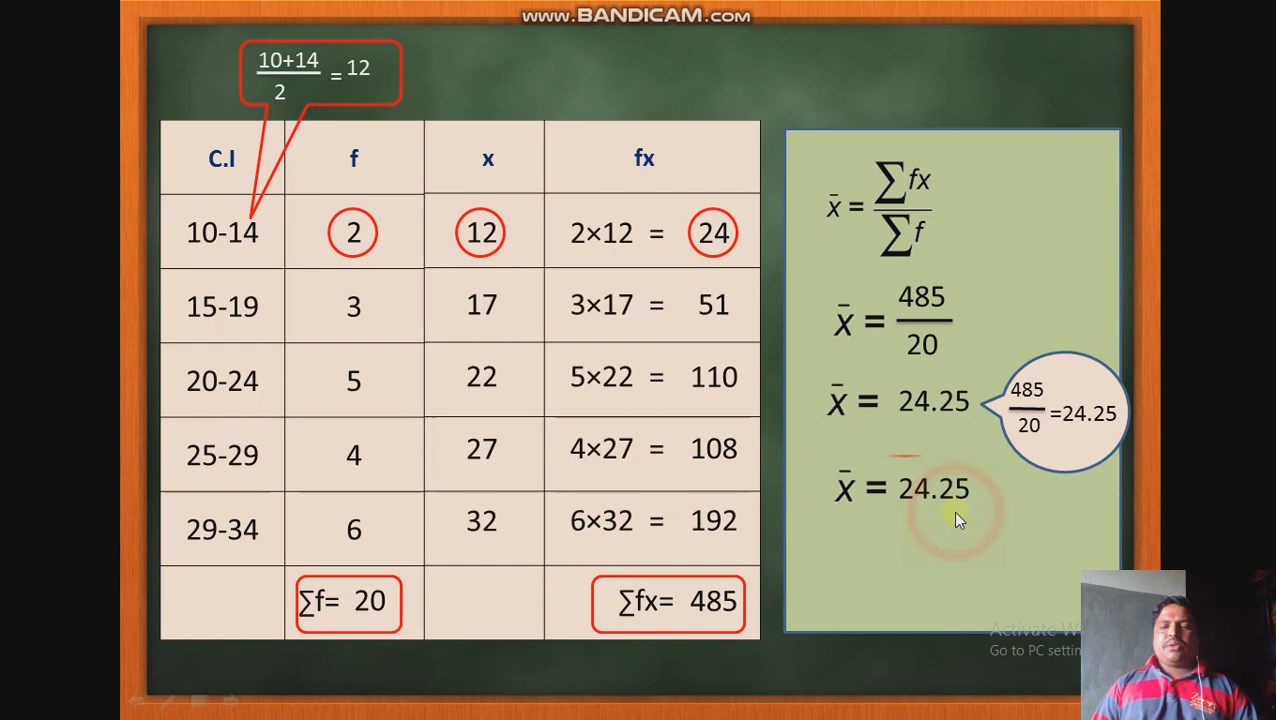 www.BANDICAM.com
10+14
2
=12
C.I f x fx
10-14 2 12 2×12 = 24
15-19 3 17 3×17 = 51
20-24 5 22 5×22 = 110
25-29 4 27 4×27 = 108
29-34 6 32 6×32 = 192
∑f= 20 ∑fx= 485
x̄ = ∑fx
∑f
x̄ = 485
20
x̄ = 24.25
485
20
=24.25
x̄ = 24.25
Activate W
Go to PC settin